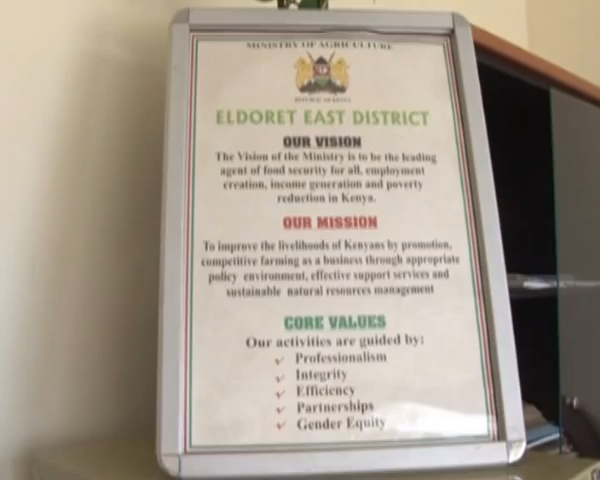 MINISTRY OF AGRICULTURE
ELDORET EAST DISTRICT
OUR VISION
The Vision of the Ministry is to be the leading
agent of food security for all, employment
creation, income generation and poverty
reduction in Kenya.
OUR MISSION
To improve the livelihoods of Kenyans by promotion,
competitive farming as a business through appropriate
policy environment, effective support services and
sustainable natural resources management
CORE VALUES
Our activities are guided by:
Professionalism
Integrity
Efficiency
Partnerships
Gender Equity